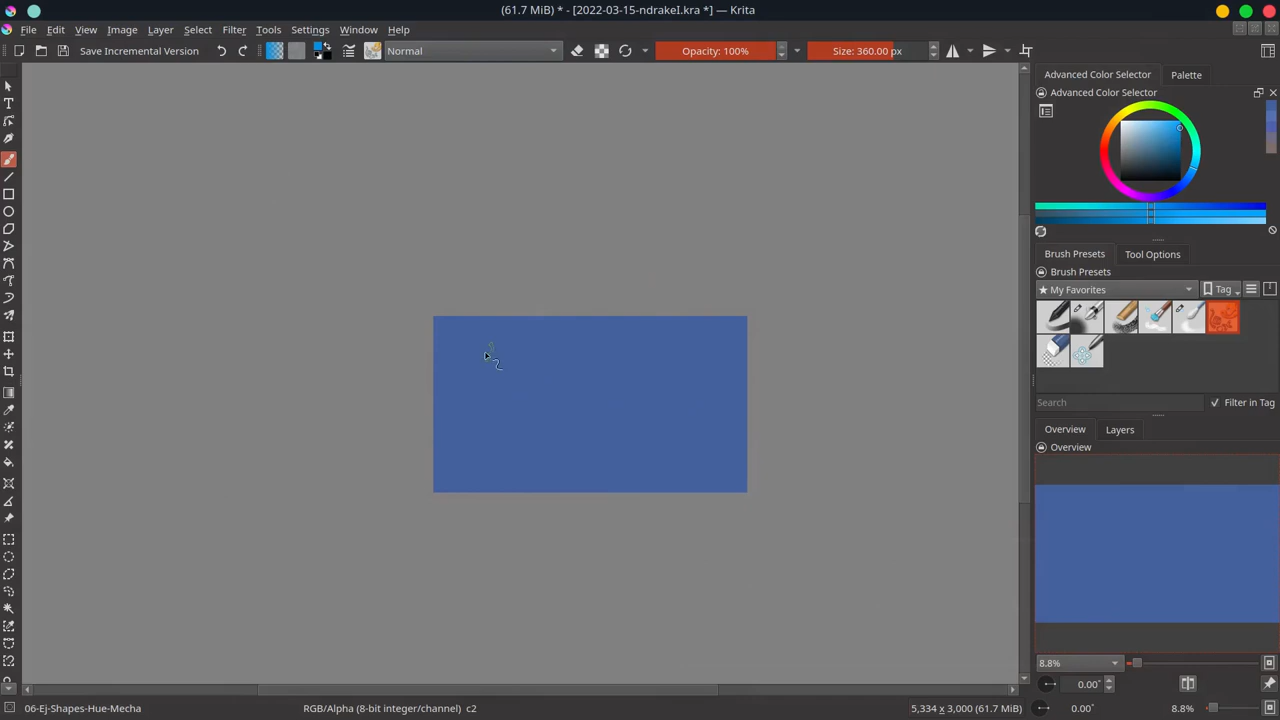 (61.7 MiB) * - [2022-03-15-ndrakeI.kra *] — Krita
File Edit View Image Layer Select Filter Tools Settings Window Help
Save Incremental Version Normal Opacity: 100% Size: 360.00 px
Advanced Color Selector Palette
Advanced Color Selector
Brush Presets Tool Options
Brush Presets
★ My Favorites Tag
Search Filter in Tag
Overview Layers
Overview
8.8%
0.00°
06-Ej-Shapes-Hue-Mecha RGB/Alpha (8-bit integer/channel) c2 5,334 x 3,000 (61.7 MiB) 0.00° 8.8%